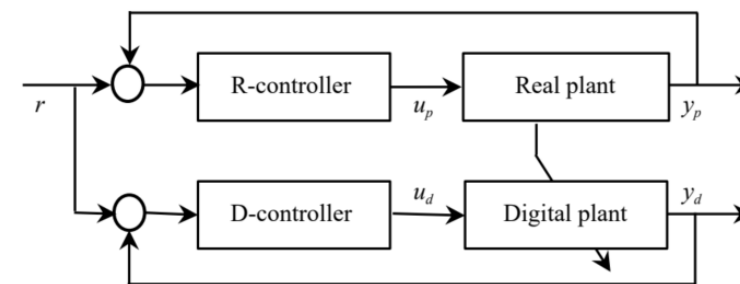 R-controller
Real plant
r
u_p
y_p
D-controller
u_d
Digital plant
y_d